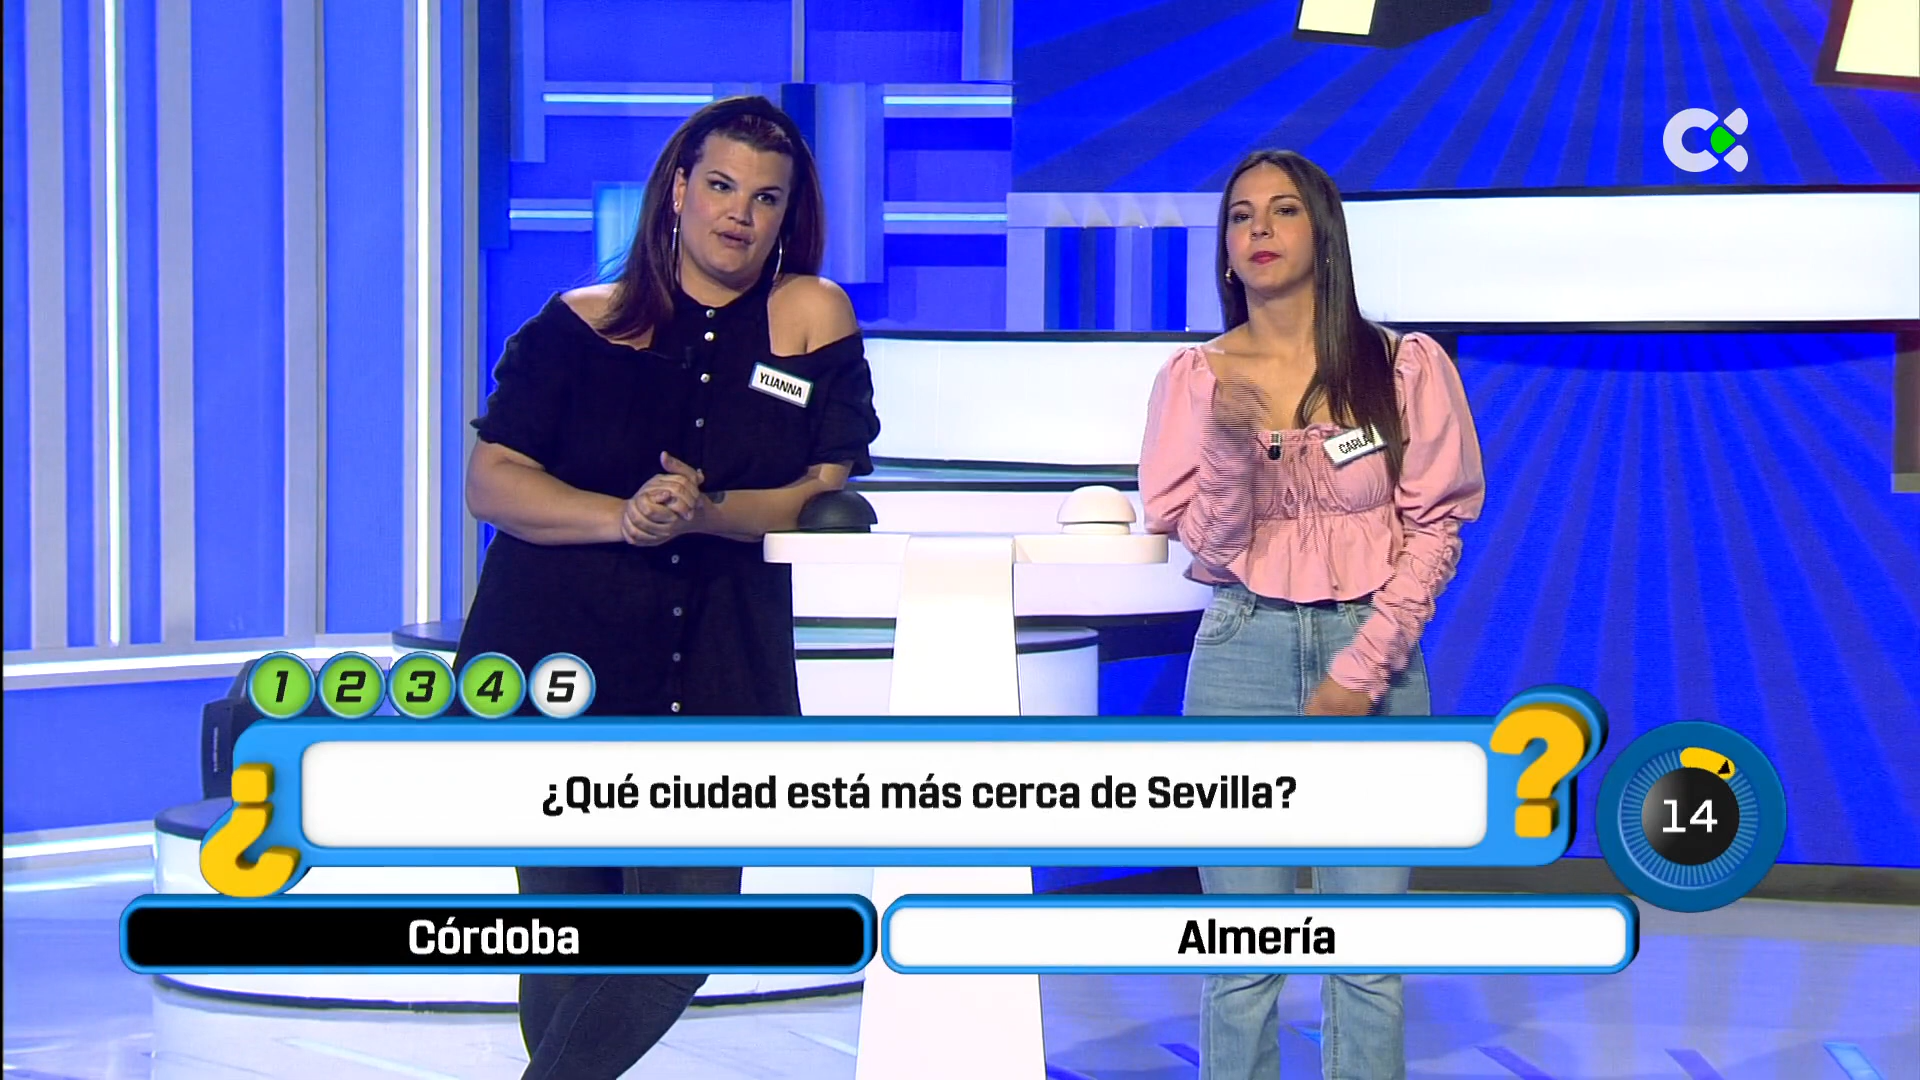 YLIANNA
CARLA
1 2 3 4 5
¿Qué ciudad está más cerca de Sevilla?
14
Córdoba
Almería